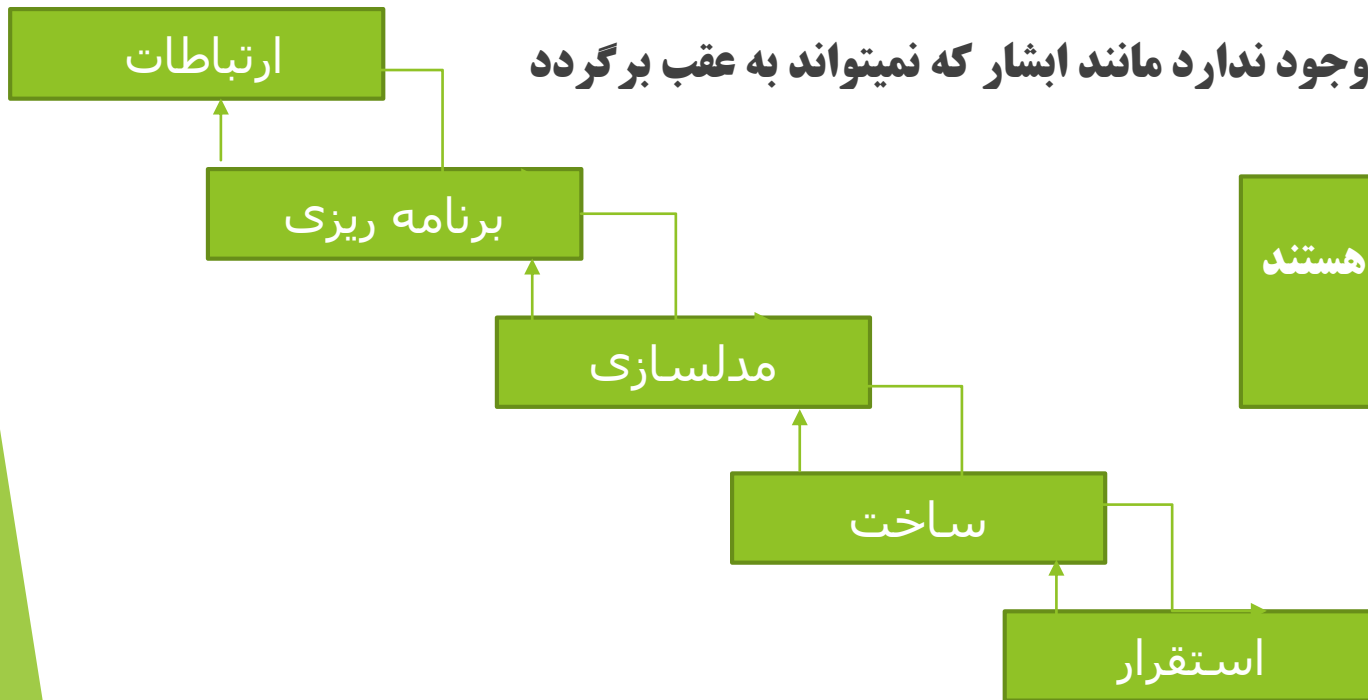 ارتباطات
وجود ندارد مانند ابشار که نمیتواند به عقب برگردد
برنامه ریزی
هستند
مدلسازی
ساخت
استقرار